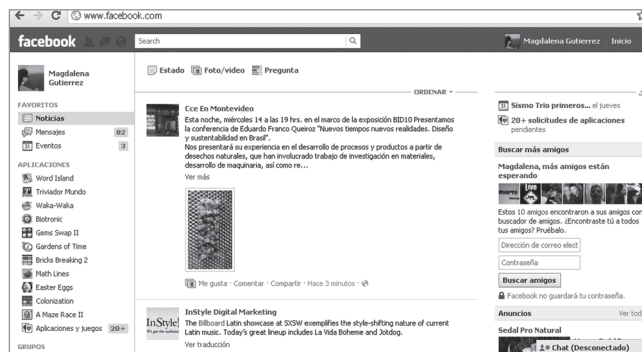 www.facebook.com
facebook
Search
Magdalena Gutierrez
Inicio
Magdalena
Gutierrez
FAVORITOS
Noticias
Mensajes 82
Eventos 3
APLICACIONES
Word Island
Triviador Mundo
Waka-Waka
Biotronic
Gems Swap II
Gardens of Time
Bricks Breaking 2
Math Lines
Easter Eggs
Colonization
A Maze Race II
Aplicaciones y juegos 20+
GRUPOS
Estado Foto/video Pregunta
ORDENAR
Cce En Montevideo
Esta noche, miércoles 14 a las 19 hrs. en el marco de la exposición BID10 Presentamos
la conferencia de Eduardo Franco Queiroz "Nuevos tiempos nuevos realidades. Diseño
y sustentabilidad en Brasil".
Nos presentará su experiencia en el desarrollo de procesos y productos a partir de
desechos naturales, que han involucrado trabajo de investigación en materiales,
desarrollo de maquinaria, así como re...
Ver más
Me gusta · Comentar · Compartir · Hace 3 minutos ·
InStyle
InStyle Digital Marketing
The Billboard Latin showcase at SXSW exemplifies the style-shifting nature of current
Latin music. Today's great lineup includes La Vida Boheme and Jotdog.
Ver traducción
Sismo Trio primeros... el jueves
20+ solicitudes de aplicaciones
pendientes
Buscar más amigos
Magdalena, más amigos están
esperando
Live
Estos 10 amigos encontraron a sus amigos con
buscador de amigos. ¿Encontraste tú a todos
tus amigos? Pruébalo.
Dirección de correo elect
Contraseña
Buscar amigos
Facebook no guardará tu contraseña.
Anuncios Ver tod
Sedal Pro Natural
Chat (Desconectado)